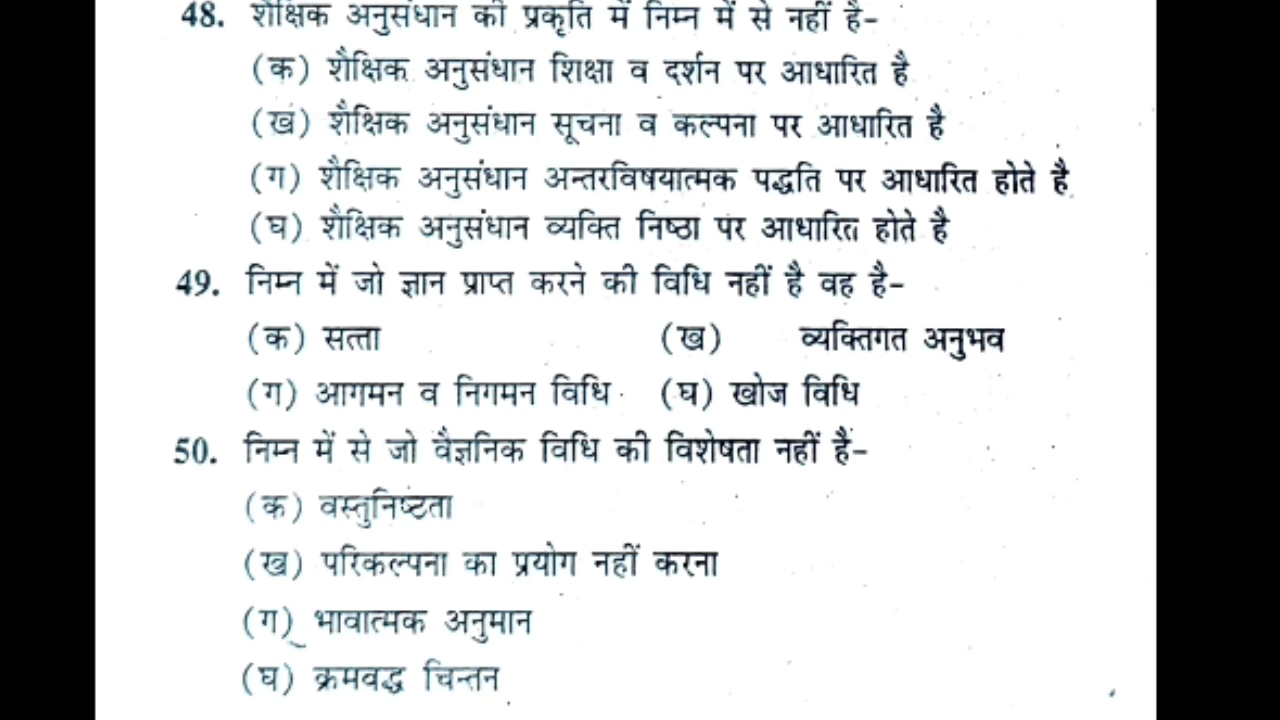 48. शैक्षिक अनुसंधान की प्रकृति में निम्न में से नहीं है-
(क) शैक्षिक अनुसंधान शिक्षा व दर्शन पर आधारित है
(ख) शैक्षिक अनुसंधान सूचना व कल्पना पर आधारित है
(ग) शैक्षिक अनुसंधान अन्तरविषयात्मक पद्धति पर आधारित होते है
(घ) शैक्षिक अनुसंधान व्यक्ति निष्ठा पर आधारित होते है
49. निम्न में जो ज्ञान प्राप्त करने की विधि नहीं है वह है-
(क) सत्ता (ख) व्यक्तिगत अनुभव
(ग) आगमन व निगमन विधि (घ) खोज विधि
50. निम्न में से जो वैज्ञनिक विधि की विशेषता नहीं हैं-
(क) वस्तुनिष्टता
(ख) परिकल्पना का प्रयोग नहीं करना
(ग) भावात्मक अनुमान
(घ) क्रमवद्ध चिन्तन